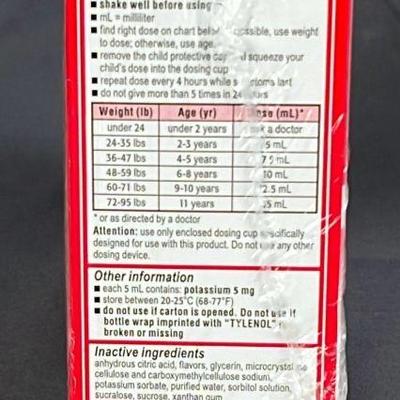 ■ shake well before using
■ mL = milliliter
■ find right dose on chart below. possible, use weight
to dose; otherwise, use age.
■ remove the child protective cap and squeeze your
child's dose into the dosing cup
■ repeat dose every 4 hours while symptoms last
■ do not give more than 5 times in 24 hours
Weight (lb) Age (yr) Dose (mL)*
under 24 under 2 years ask a doctor
24-35 lbs 2-3 years 5 mL
36-47 lbs 4-5 years 7.5 mL
48-59 lbs 6-8 years 10 mL
60-71 lbs 9-10 years 12.5 mL
72-95 lbs 11 years 15 mL
* or as directed by a doctor
Attention: use only enclosed dosing cup specifically
designed for use with this product. Do not use any other
dosing device.
Other information
■ each 5 mL contains: potassium 5 mg
■ store between 20-25°C (68-77°F)
■ do not use if carton is opened. Do not use if
bottle wrap imprinted with "TYLENOL"
broken or missing
Inactive ingredients
anhydrous citric acid, flavors, glycerin, microcrystalline
cellulose and carboxymethylcellulose sodium,
potassium sorbate, purified water, sorbitol solution,
sucralose, sucrose, xanthan gum